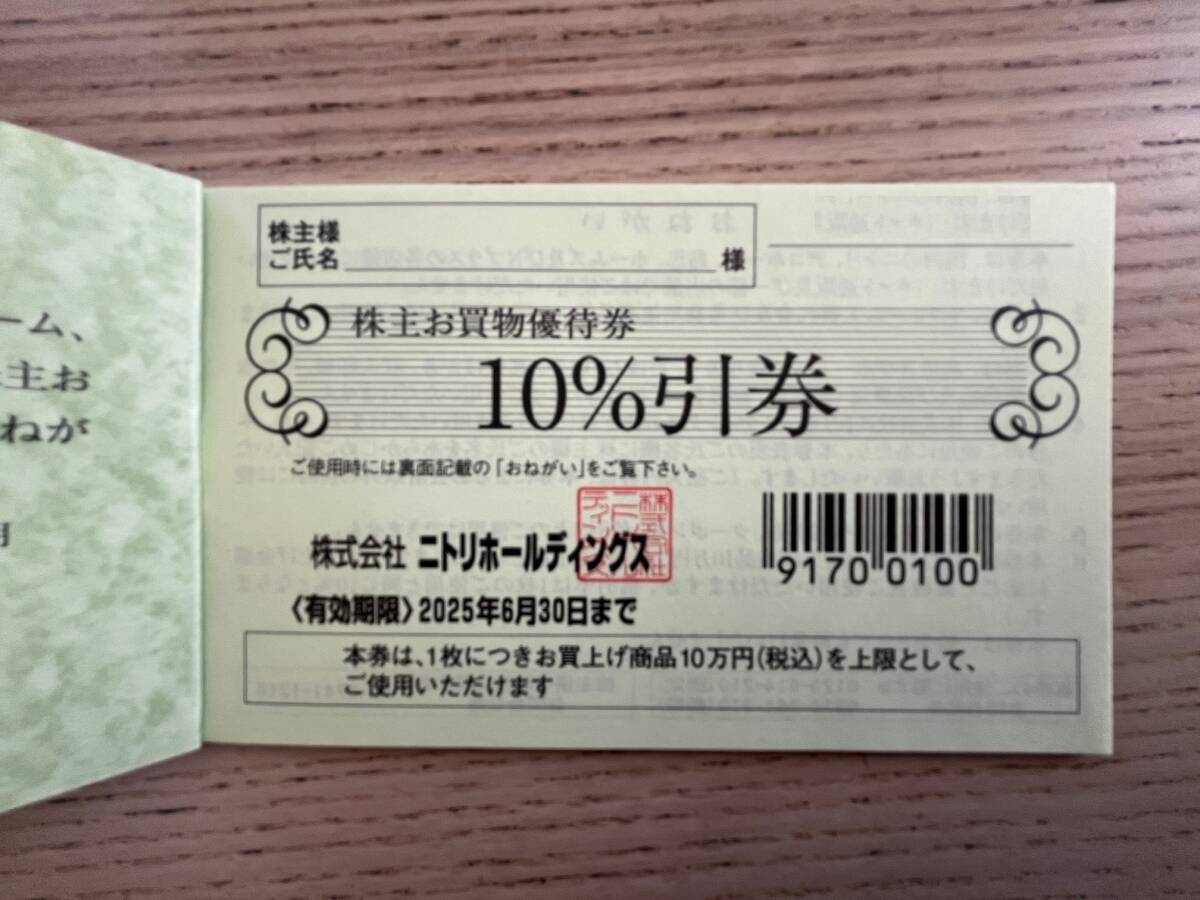 ーム、
主お
ねが
株主様
ご氏名 様
株主お買物優待券
10%引券
ご使用時には裏面記載の「おねがい」をご覧下さい。
株式会社 ニトリホールディングス
9170 0100
〈有効期限〉2025年6月30日まで
本券は、1枚につきお買上げ商品10万円(税込)を上限として、
ご使用いただけます